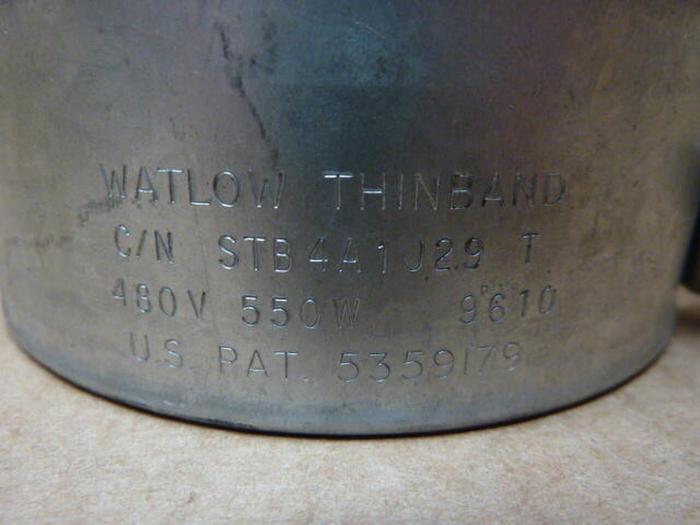 WATLOW THINBAND
C/N STB4A1J29 T
480V 550W 9610
U.S. PAT. 5359179